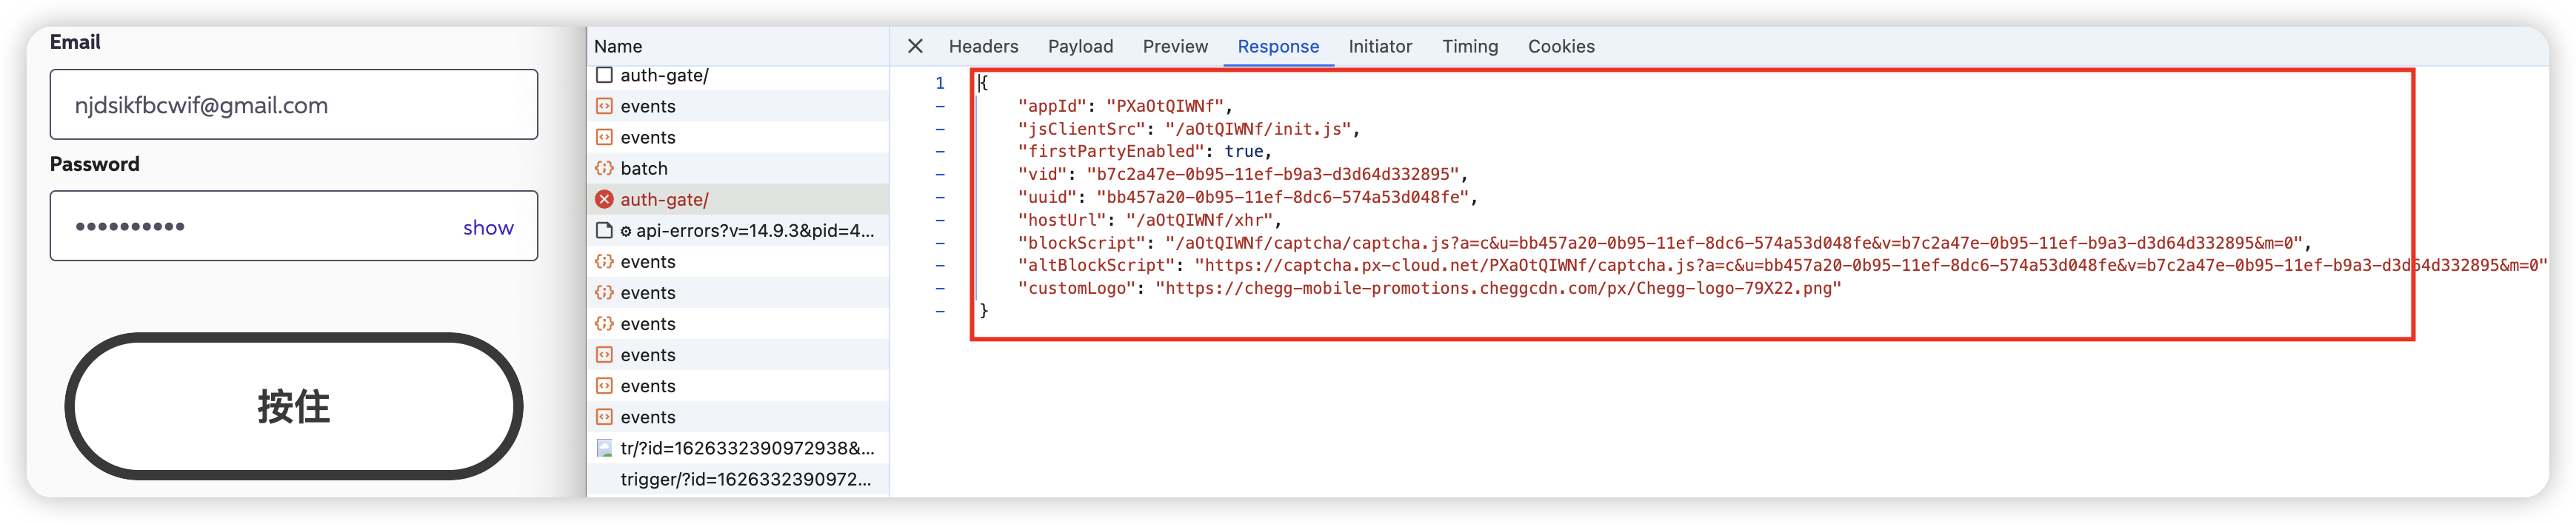 Email
njdsikfbcwif@gmail.com
Password
show
按住
Name
auth-gate/
events
events
batch
auth-gate/
api-errors?v=14.9.3&pid=4...
events
events
events
events
events
events
tr/?id=1626332390972938&...
trigger/?id=1626332390972...
Headers Payload Preview Response Initiator Timing Cookies
1 {
- "appId": "PXaOtQIWNf",
- "jsClientSrc": "/aOtQIWNf/init.js",
- "firstPartyEnabled": true,
- "vid": "b7c2a47e-0b95-11ef-b9a3-d3d64d332895",
- "uuid": "bb457a20-0b95-11ef-8dc6-574a53d048fe",
- "hostUrl": "/aOtQIWNf/xhr",
- "blockScript": "/aOtQIWNf/captcha/captcha.js?a=c&u=bb457a20-0b95-11ef-8dc6-574a53d048fe&v=b7c2a47e-0b95-11ef-b9a3-d3d64d332895&m=0",
- "altBlockScript": "https://captcha.px-cloud.net/PXaOtQIWNf/captcha.js?a=c&u=bb457a20-0b95-11ef-8dc6-574a53d048fe&v=b7c2a47e-0b95-11ef-b9a3-d3d64d332895&m=0"
- "customLogo": "https://chegg-mobile-promotions.cheggcdn.com/px/Chegg-logo-79X22.png"
- }